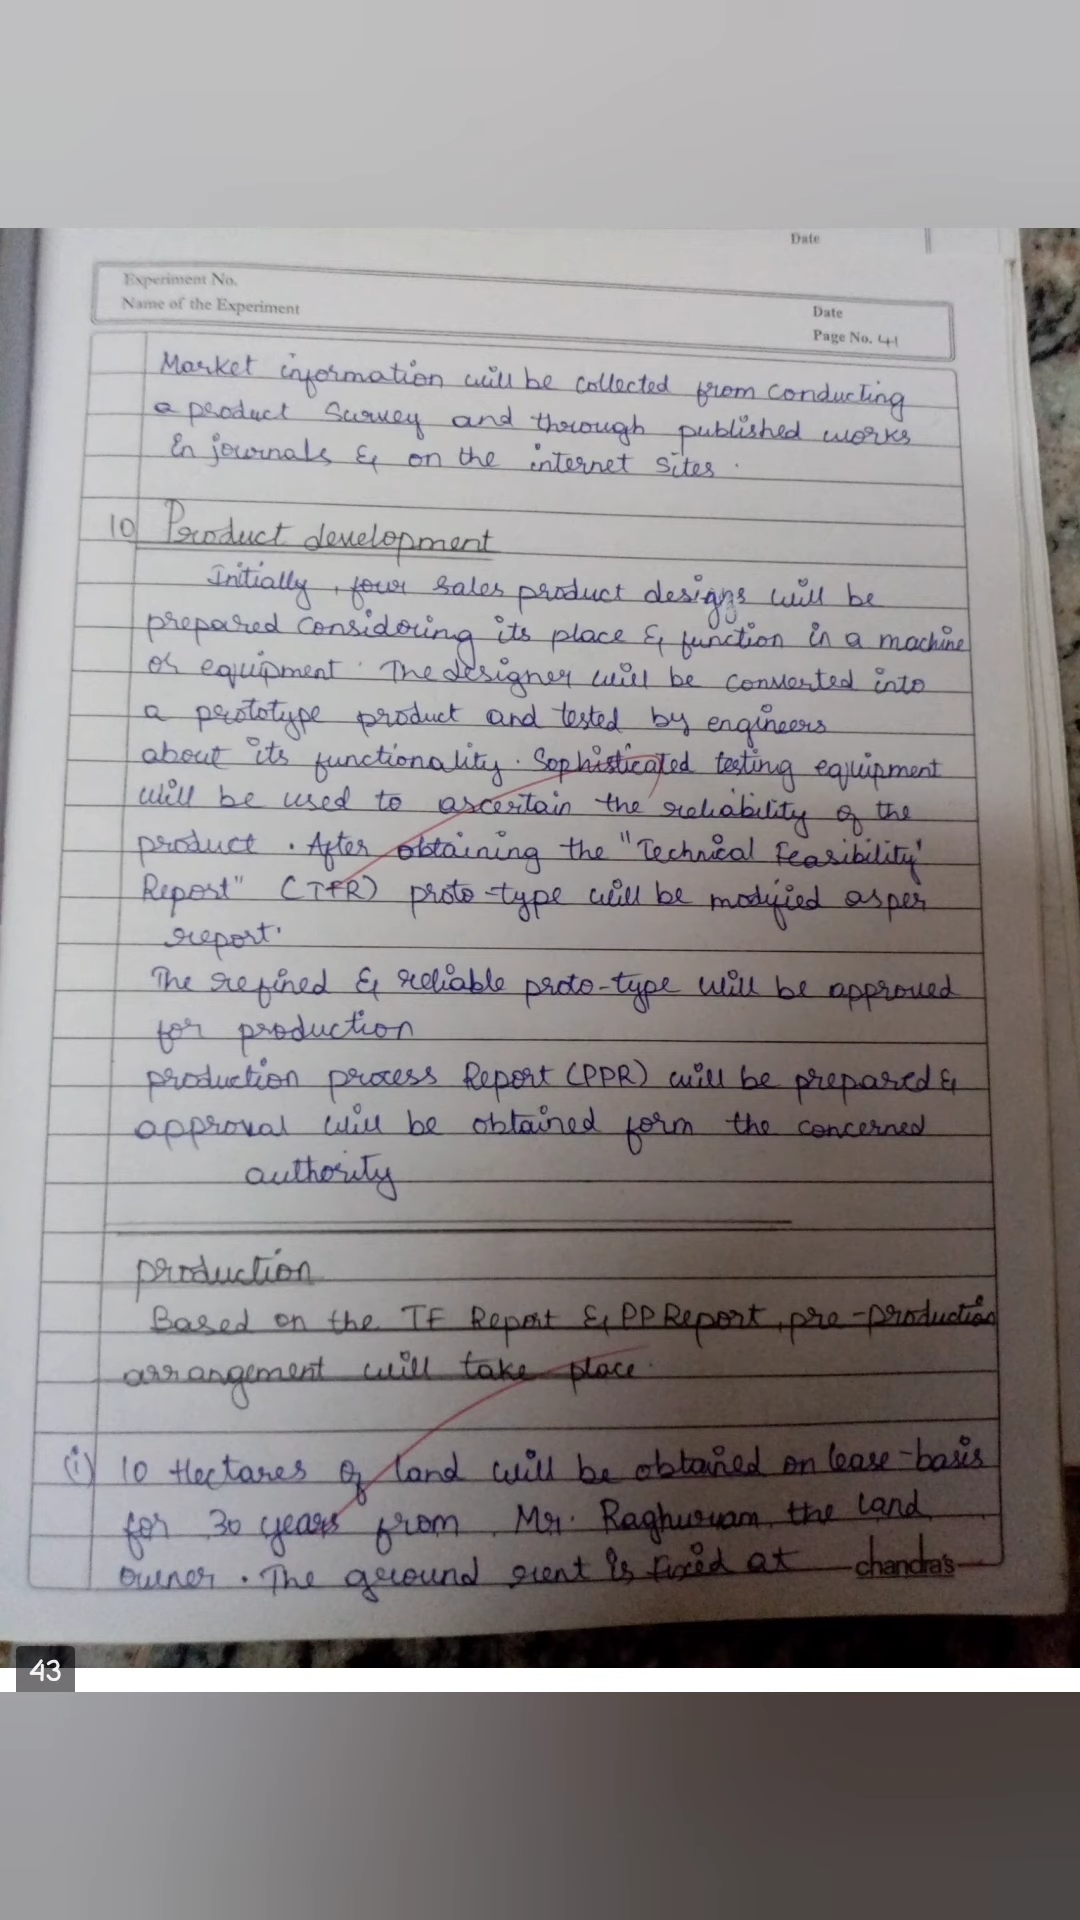 Date
Experiment No.
Name of the Experiment
Date
Page No. 41
Market information will be collected from conducting
a product survey and through published works
in journals & on the internet sites.
10 Product development
Initially, four sales product designs will be
prepared considoring its place & function in a machine
or equipment. The designer will be converted into
a prototype product and tested by engineers
about its functionality. Sophisticated testing equipment
will be used to ascertain the reliability of the
product. After obtaining the "Technical Feasibility
Report" (TFR) proto-type will be modified as per
report.
The refined & reliable proto-type will be approved
for production
production process Report (PPR) will be prepared &
approval will be obtained form the concerned
authority
production
Based on the TF Report & PP Report, pre-production
arrangement will take place.
(i) 10 Hectares of land will be obtained on lease-basis
for 30 years from Mr. Raghuram, the land
owner. The ground rent is fixed at
chandra's
43